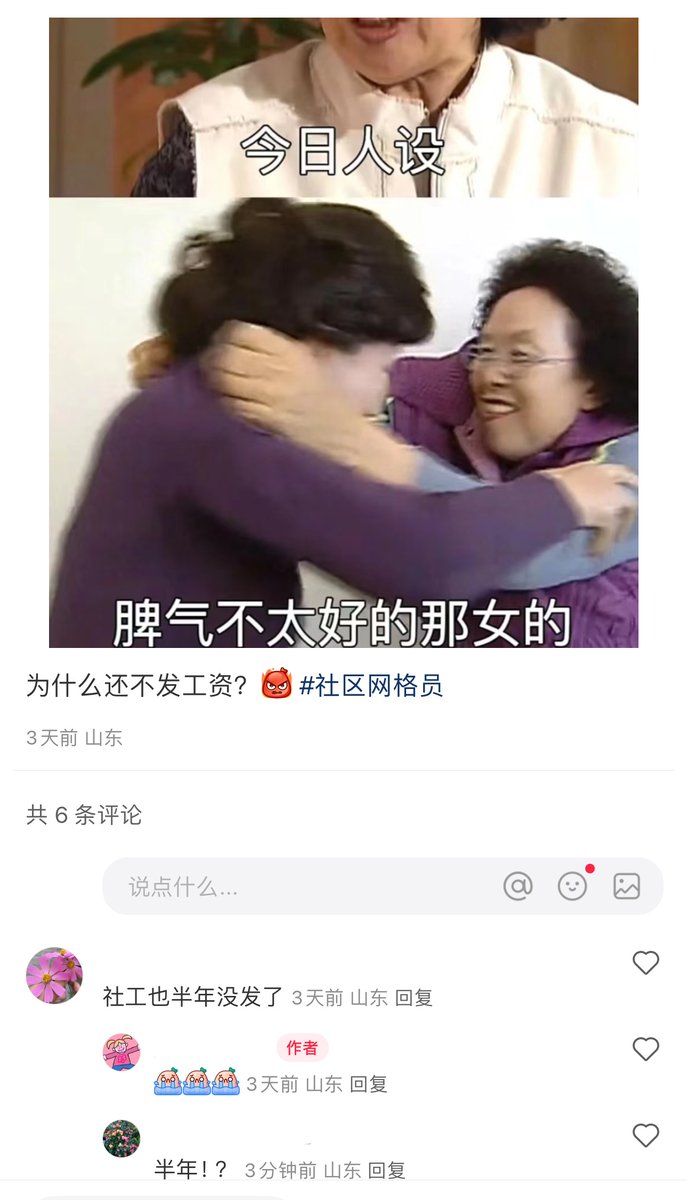 今日人设
脾气不太好的那女的
为什么还不发工资？ #社区网格员
3天前 山东
共 6 条评论
说点什么...
社工也半年没发了 3天前 山东 回复
作者
3天前 山东 回复
半年！？ 3分钟前 山东 回复